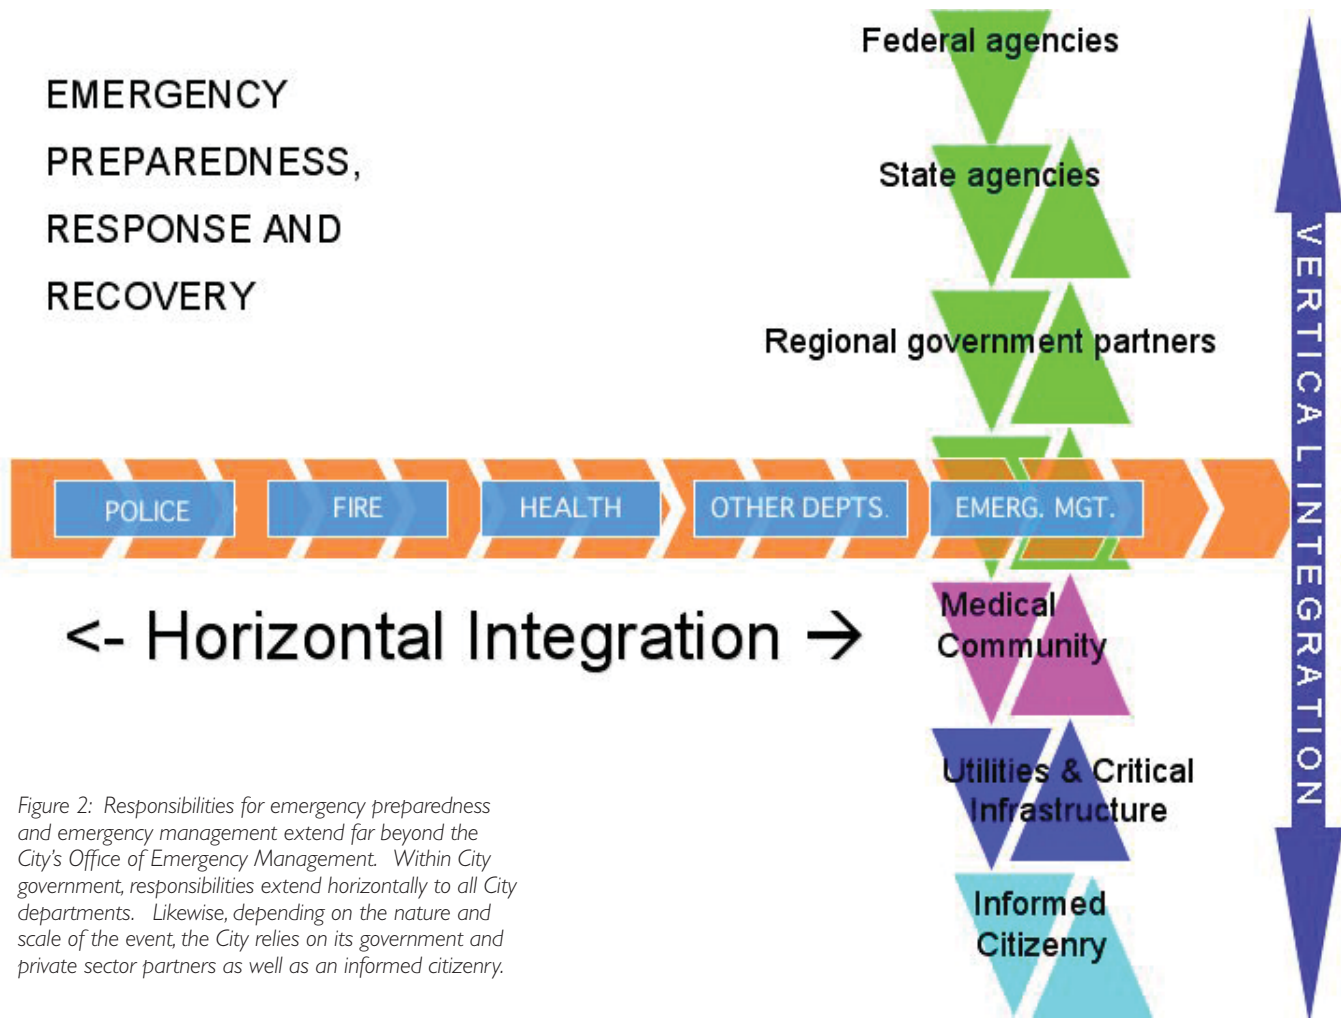 EMERGENCY
PREPAREDNESS,
RESPONSE AND
RECOVERY
Federal agencies
State agencies
Regional government partners
POLICE
FIRE
HEALTH
OTHER DEPTS.
EMERG. MGT.
<- Horizontal Integration →
Medical
Community
Utilities & Critical
Infrastructure
Informed
Citizenry
VERTICAL INTEGRATION
Figure 2: Responsibilities for emergency preparedness
and emergency management extend far beyond the
City's Office of Emergency Management. Within City
government, responsibilities extend horizontally to all City
departments. Likewise, depending on the nature and
scale of the event, the City relies on its government and
private sector partners as well as an informed citizenry.